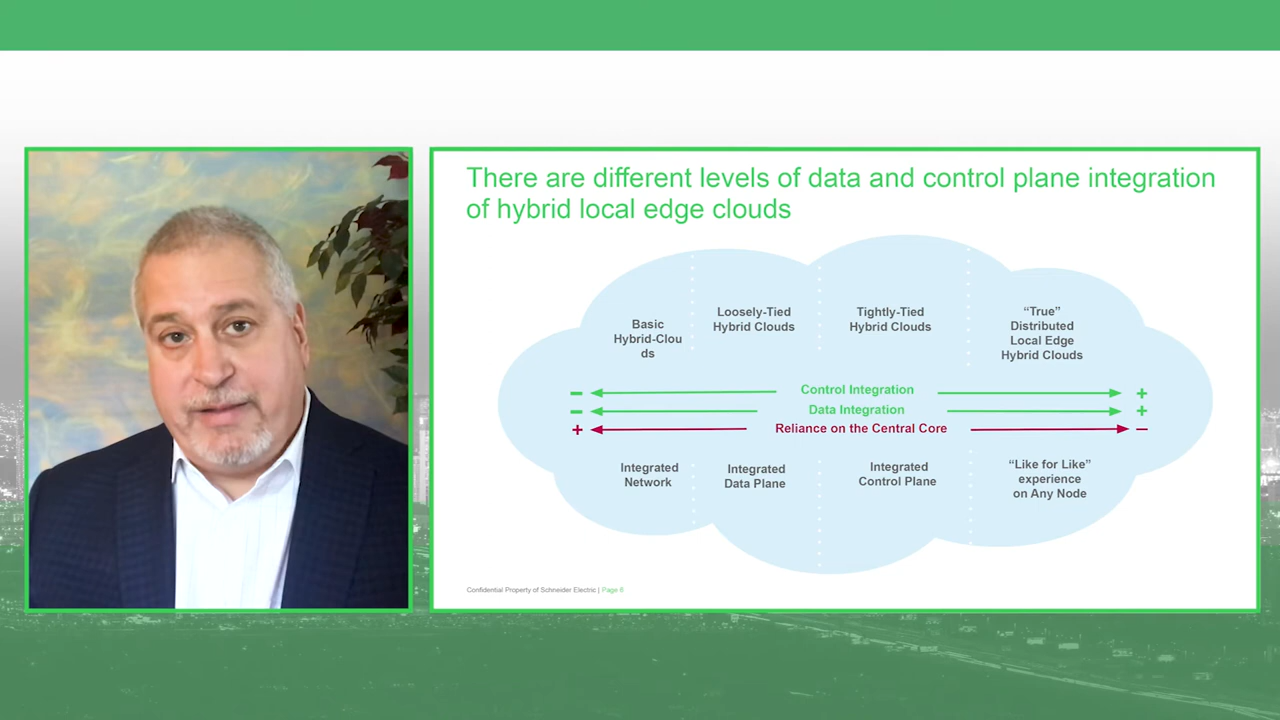 There are different levels of data and control plane integration
of hybrid local edge clouds
Basic
Hybrid-Clou
ds
Loosely-Tied
Hybrid Clouds
Tightly-Tied
Hybrid Clouds
“True”
Distributed
Local Edge
Hybrid Clouds
– Control Integration +
– Data Integration +
+ Reliance on the Central Core –
Integrated
Network
Integrated
Data Plane
Integrated
Control Plane
“Like for Like”
experience
on Any Node
Confidential Property of Schneider Electric | Page 6